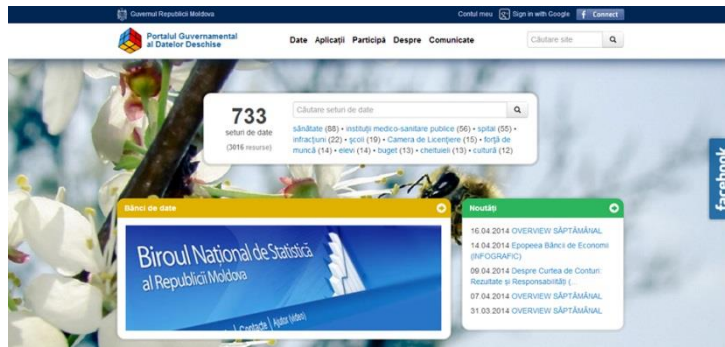 Guvernul Republicii Moldova
Contul meu
Sign in with Google
Connect
Portalul Guvernamental
al Datelor Deschise
Date Aplicații Participă Despre Comunicate
Căutare site
733
seturi de date
(3016 resurse)
Căutare seturi de date
sănătate (88) • instituții medico-sanitare publice (56) • spital (55) •
infracțiuni (22) • școli (19) • Camera de Licențiere (15) • forță de
muncă (14) • elevi (14) • buget (13) • cheltuieli (13) • cultură (12)
facebook
Bănci de date
Biroul Național de Statistică
al Republicii Moldova
Contacte | Ajutor (video)
Noutăți
16.04.2014 OVERVIEW SĂPTĂMÂNAL
14.04.2014 Epopeea Băncii de Economii
(INFOGRAFIC)
09.04.2014 Despre Curtea de Conturi:
Rezultate și Responsabilități (...
07.04.2014 OVERVIEW SĂPTĂMÂNAL
31.03.2014 OVERVIEW SĂPTĂMÂNAL